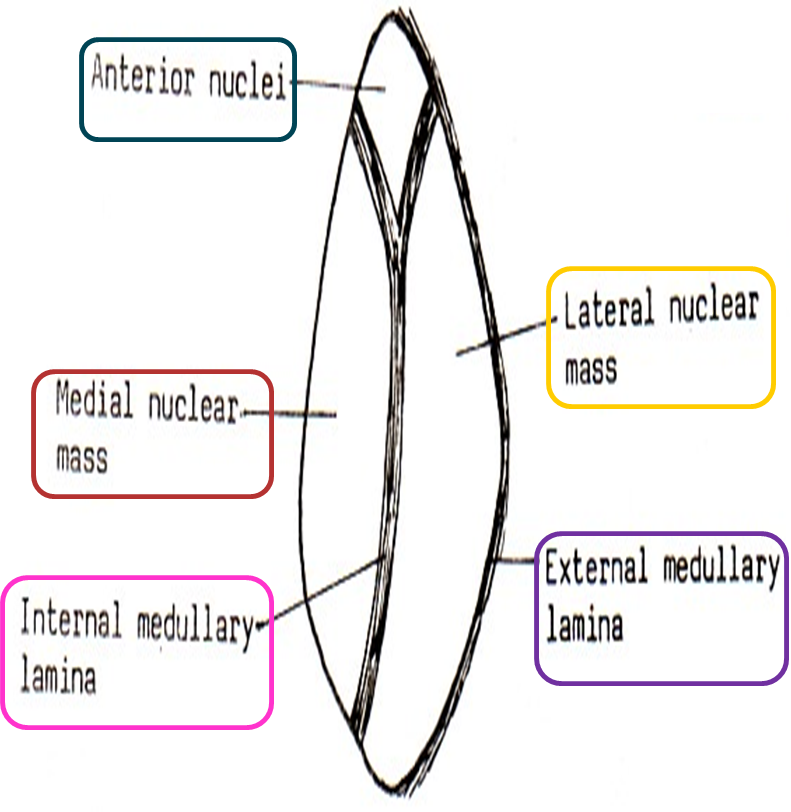 Anterior nuclei
Lateral nuclear
mass
Medial nuclear
mass
External medullary
lamina
Internal medullary
lamina